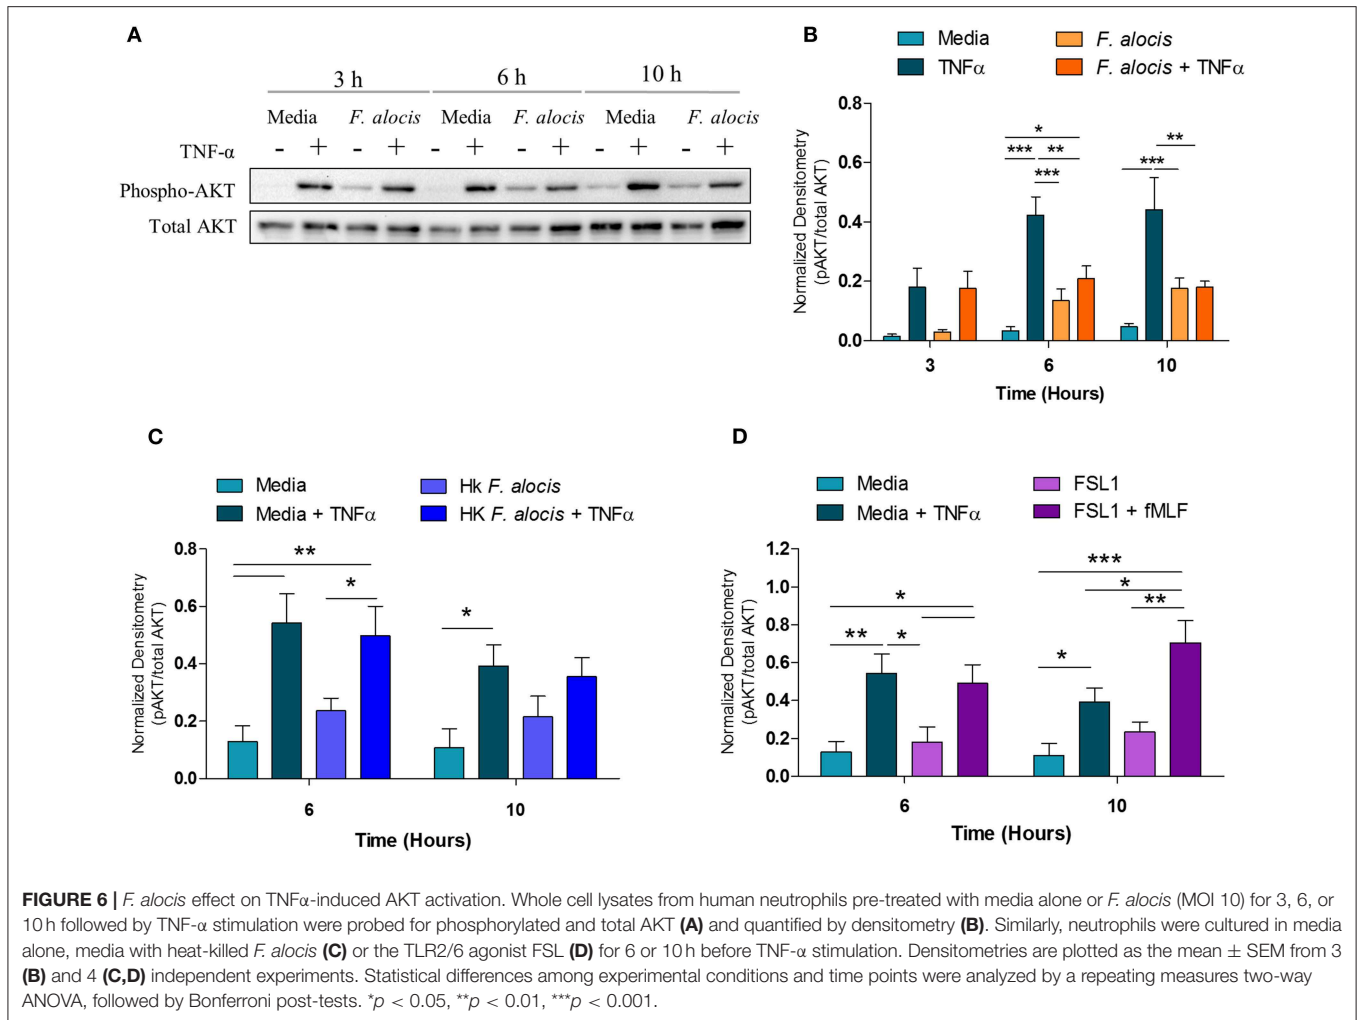 A
3 h 6 h 10 h
Media F. alocis Media F. alocis Media F. alocis
TNF-α - + - + - + - + - + - +
Phospho-AKT
Total AKT
B
Media F. alocis
TNFα F. alocis + TNFα
Normalized Densitometry
(pAKT/total AKT)
0.8
0.6
0.4
0.2
0.0
* 
*** **
***
**
***
3 6 10
Time (Hours)
C
Media Hk F. alocis
Media + TNFα HK F. alocis + TNFα
Normalized Densitometry
(pAKT/total AKT)
0.8
0.6
0.4
0.2
0.0
**
*
*
6 10
Time (Hours)
D
Media FSL1
Media + TNFα FSL1 + fMLF
Normalized Densitometry
(pAKT/total AKT)
1.2
1.0
0.8
0.6
0.4
0.2
0.0
*
** *
***
*
**
*
6 10
Time (Hours)
FIGURE 6 | F. alocis effect on TNFα-induced AKT activation. Whole cell lysates from human neutrophils pre-treated with media alone or F. alocis (MOI 10) for 3, 6, or
10 h followed by TNF-α stimulation were probed for phosphorylated and total AKT (A) and quantified by densitometry (B). Similarly, neutrophils were cultured in media
alone, media with heat-killed F. alocis (C) or the TLR2/6 agonist FSL (D) for 6 or 10 h before TNF-α stimulation. Densitometries are plotted as the mean ± SEM from 3
(B) and 4 (C,D) independent experiments. Statistical differences among experimental conditions and time points were analyzed by a repeating measures two-way
ANOVA, followed by Bonferroni post-tests. *p < 0.05, **p < 0.01, ***p < 0.001.